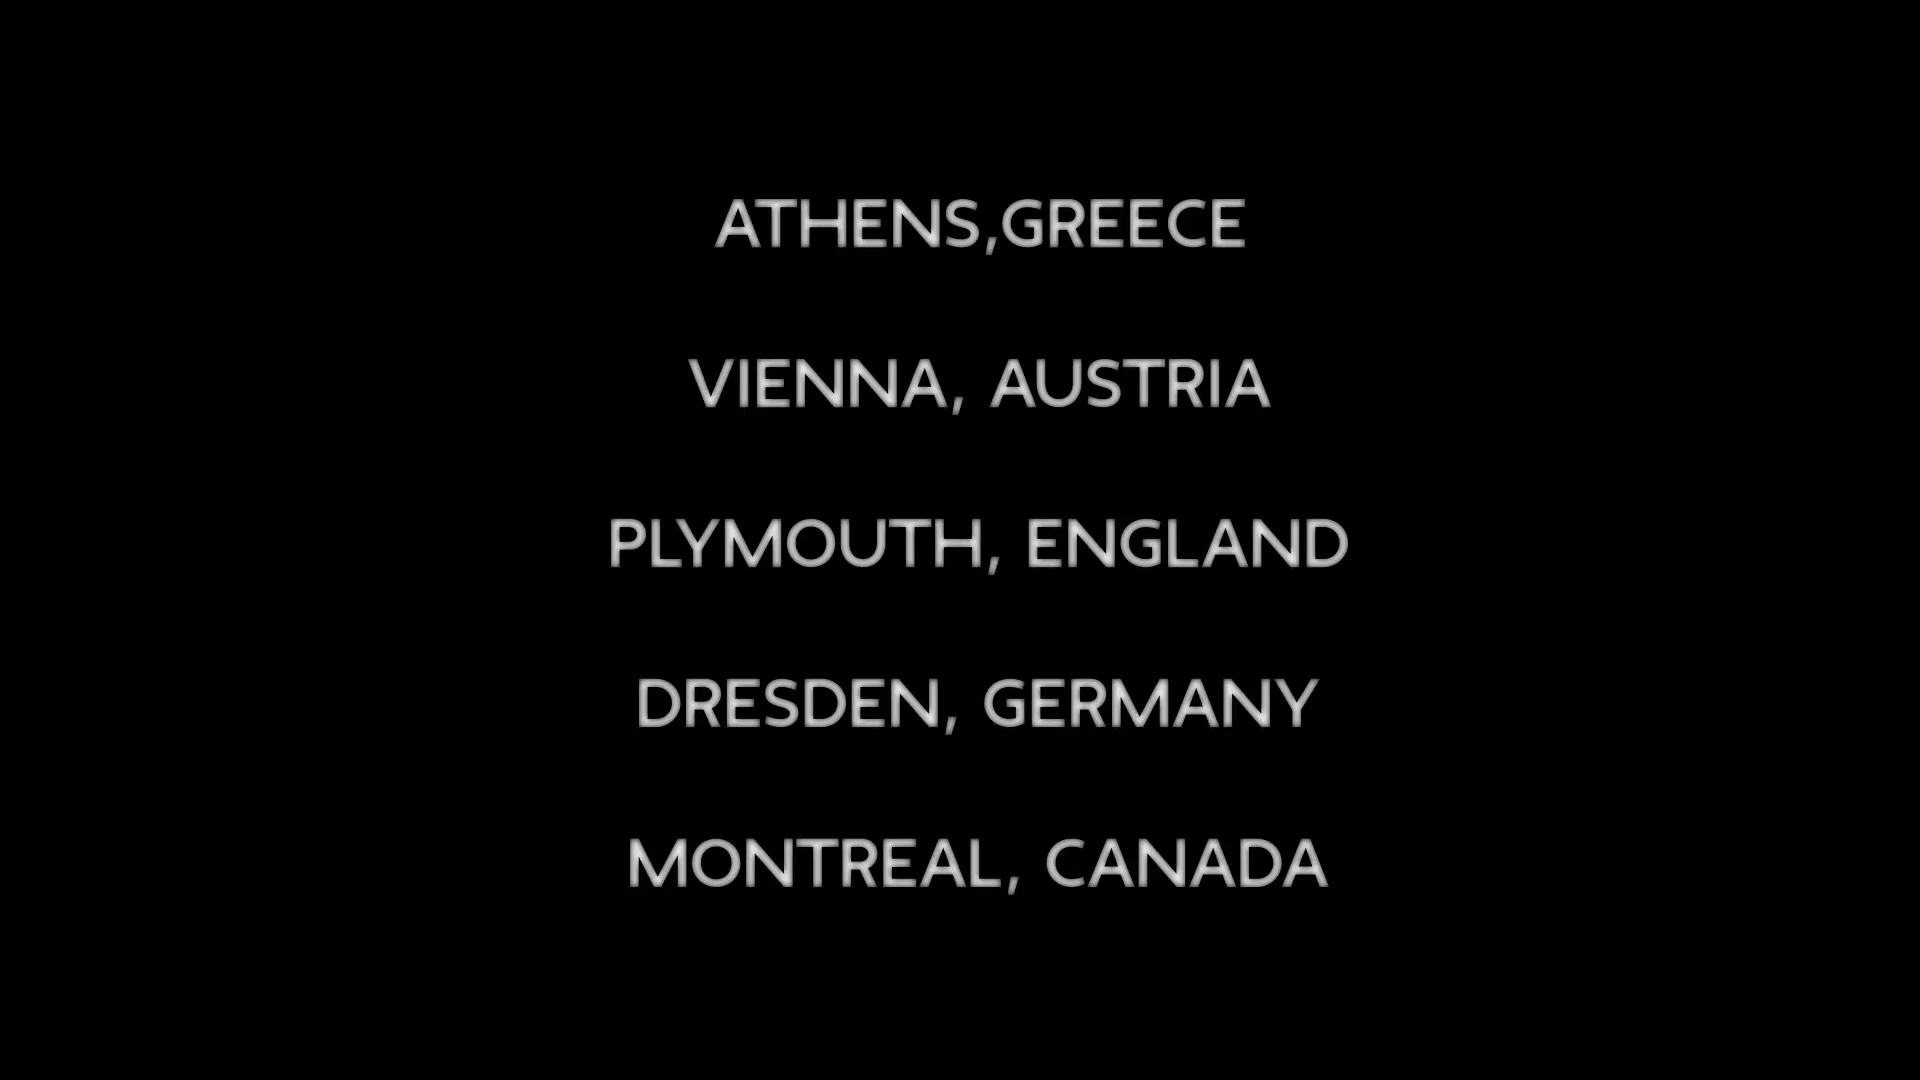 ATHENS,GREECE
VIENNA, AUSTRIA
PLYMOUTH, ENGLAND
DRESDEN, GERMANY
MONTREAL, CANADA